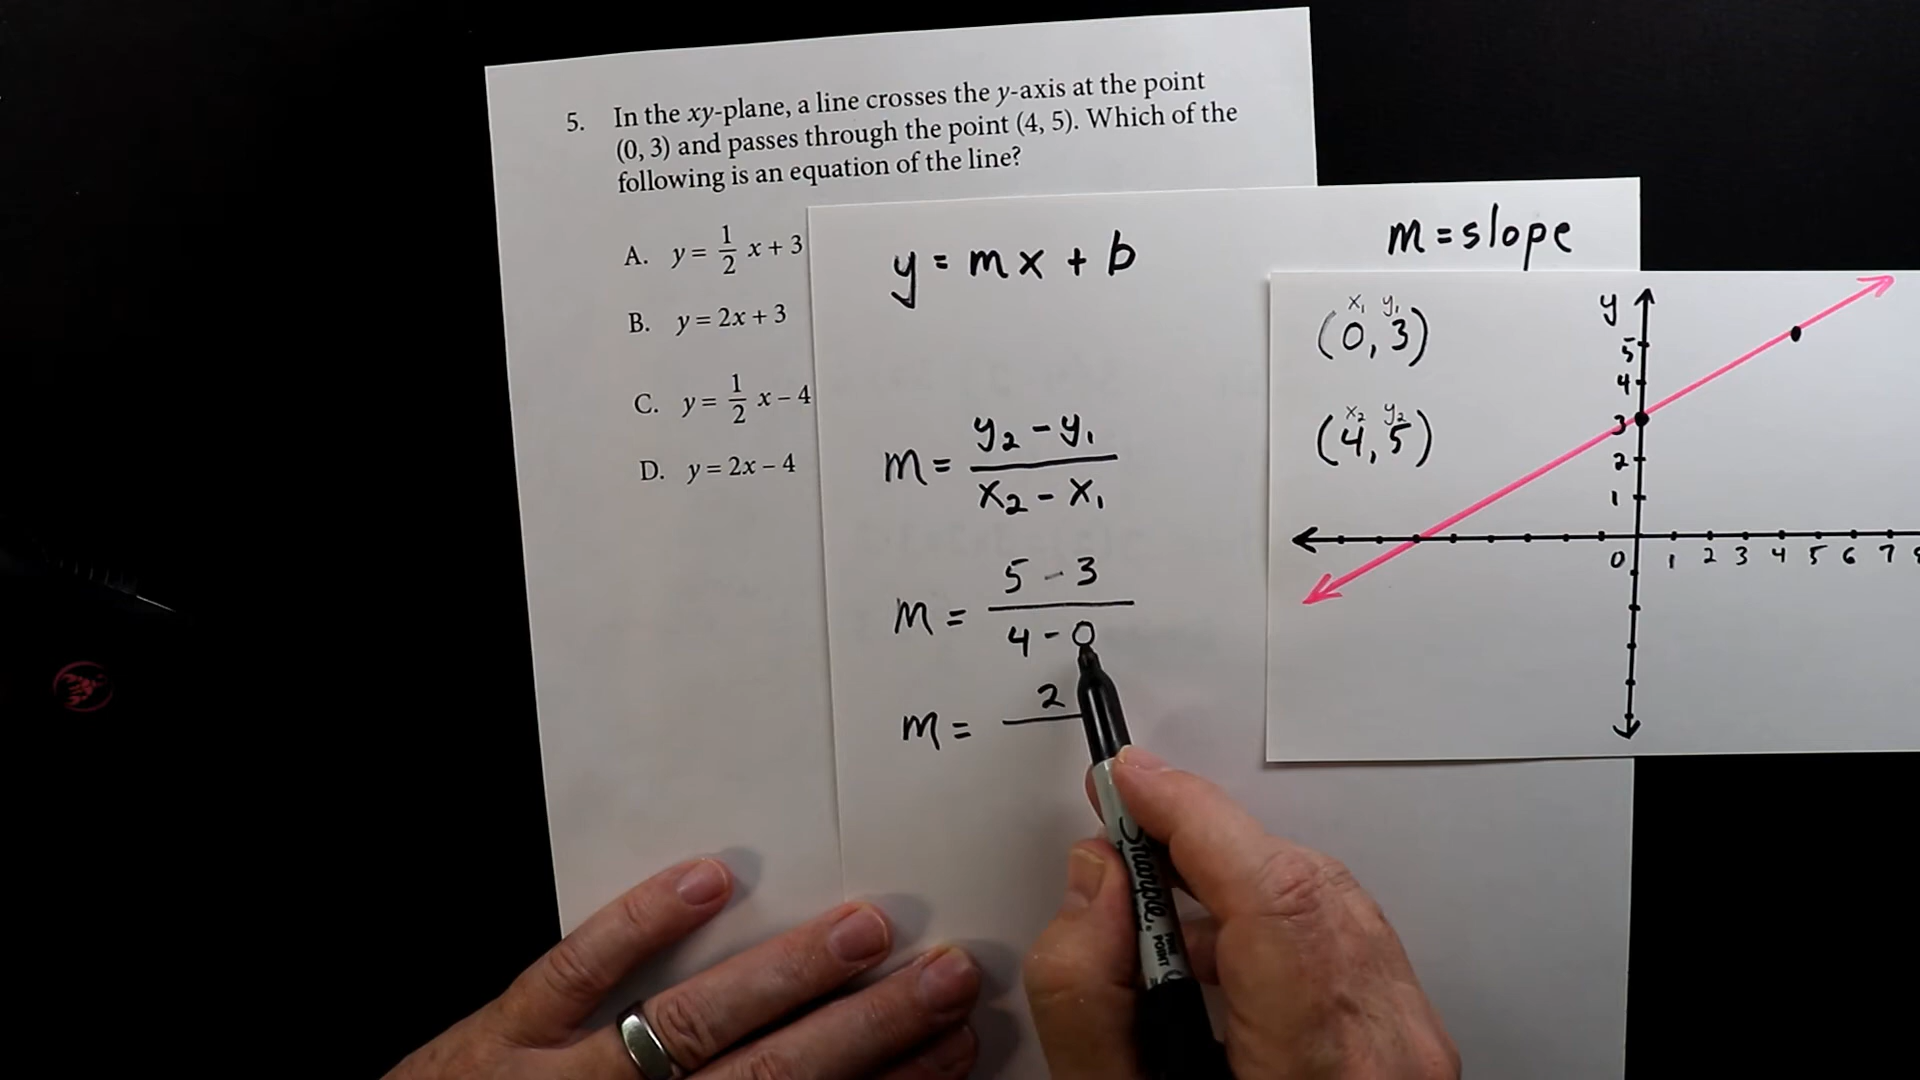 5. In the xy-plane, a line crosses the y-axis at the point
(0, 3) and passes through the point (4, 5). Which of the
following is an equation of the line?
A. y = 1/2 x + 3
B. y = 2x + 3
C. y = 1/2 x – 4
D. y = 2x – 4
y = mx + b
m = slope
m = y₂ - y₁ / x₂ - x₁
m = 5 - 3 / 4 - 0
m = 2 /
x₁ y₁
(0, 3)
x₂ y₂
(4, 5)
y
5
4
3
2
1
0 1 2 3 4 5 6 7 8
Sharpie.
FINE
POINT